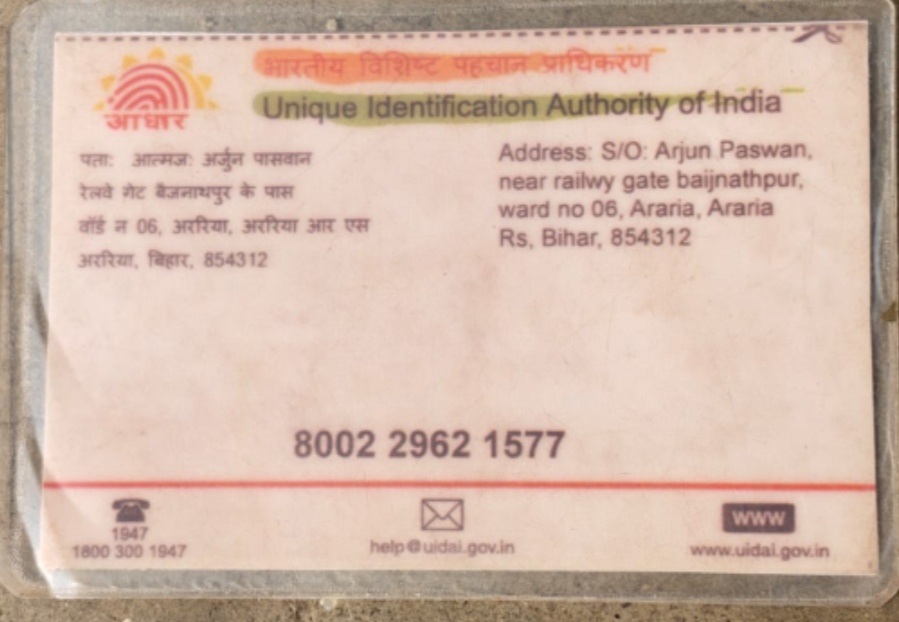 भारतीय विशिष्ट पहचान प्राधिकरण
Unique Identification Authority of India
आधार
पताः आत्मजः अर्जुन पासवान
रेलवे गेट बैजनाथपुर के पास
वॉर्ड न 06, अररिया, अररिया आर एस
अररिया, बिहार, 854312
Address: S/O: Arjun Paswan,
near railwy gate baijnathpur,
ward no 06, Araria, Araria
Rs, Bihar, 854312
8002 2962 1577
1947
1800 300 1947
help@uidai.gov.in
www
www.uidai.gov.in